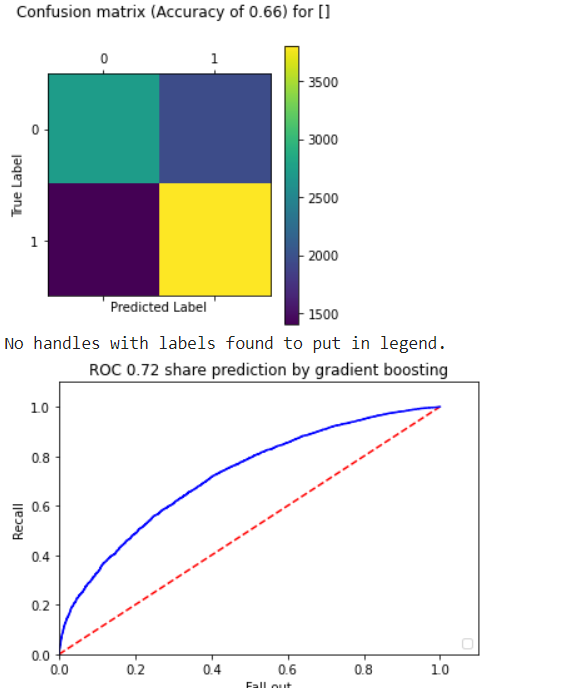 Confusion matrix (Accuracy of 0.66) for []
0 1
3500
0
3000
True Label
2500
2000
1
1500
Predicted Label
No handles with labels found to put in legend.
ROC 0.72 share prediction by gradient boosting
1.0
0.8
0.6
Recall
0.4
0.2
0.0
0.0 0.2 0.4 0.6 0.8 1.0
Fall out